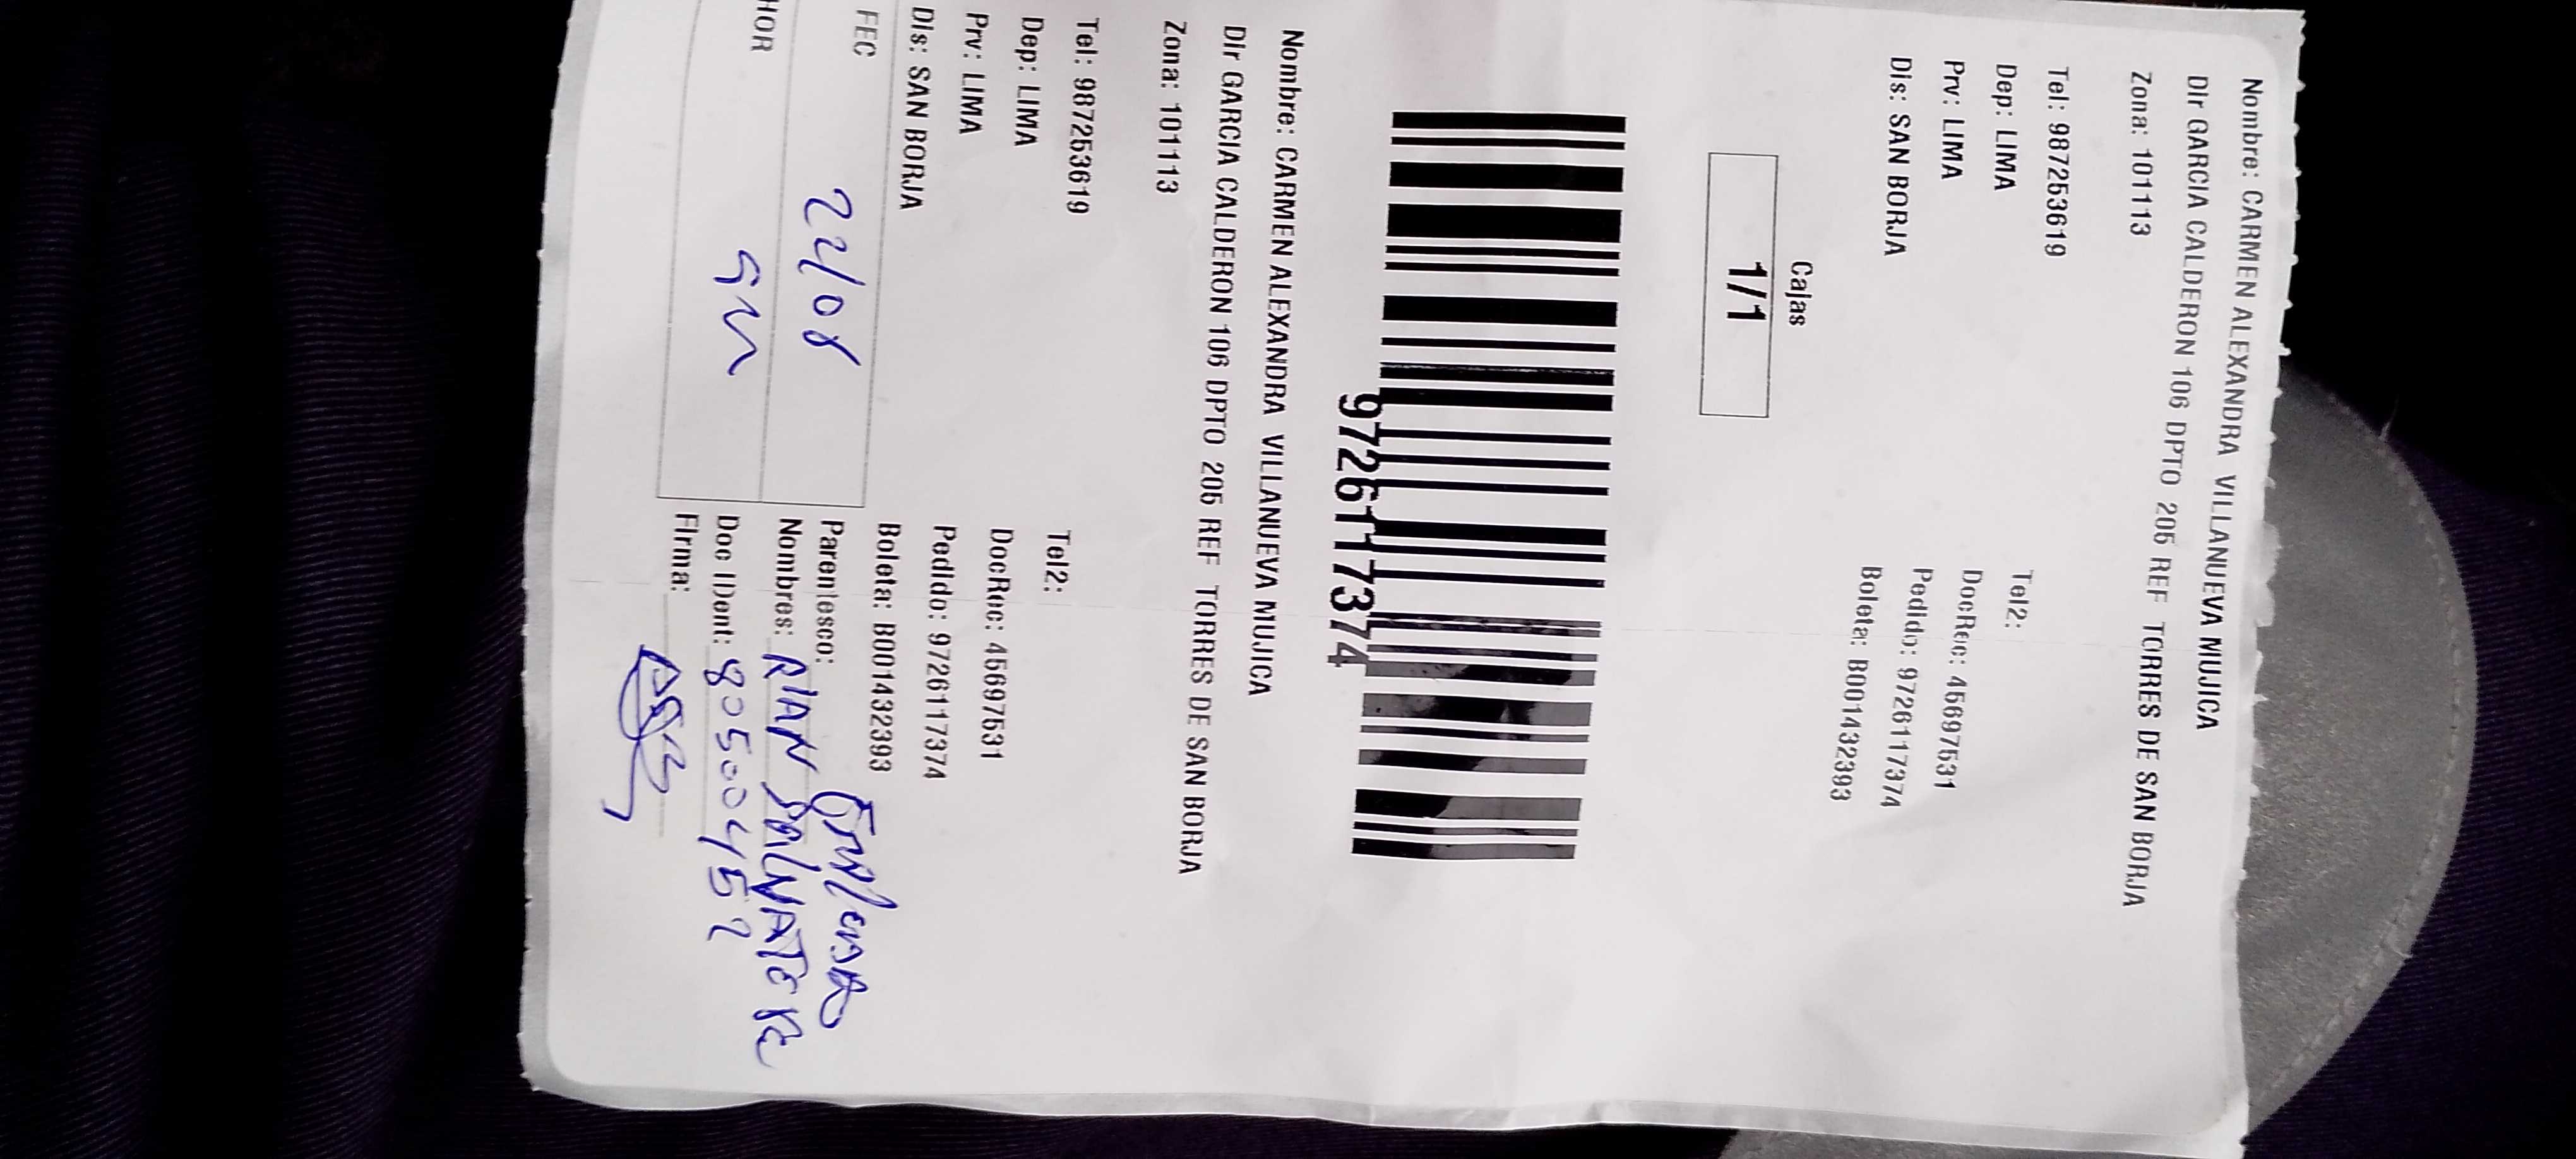 Nombre: CARMEN ALEXANDRA VILLANUEVA MUJICA
Dir GARCIA CALDERON 106 DPTO 205 REF TORRES DE SAN BORJA
Zona: 101113
Tel: 987253619 Tel2:
Dep: LIMA DocRec: 45697531
Prv: LIMA Pedido: 9726117374
Dis: SAN BORJA Boleta: B001432393
Cajas
1/1
9726117374
Nombre: CARMEN ALEXANDRA VILLANUEVA MUJICA
Dir GARCIA CALDERON 106 DPTO 205 REF TORRES DE SAN BORJA
Zona: 101113
Tel: 987253619 Tel2:
Dep: LIMA DocRec: 45697531
Prv: LIMA Pedido: 9726117374
Dis: SAN BORJA Boleta: B001432393
FEC 22/08 Parentesco:
HOR Nombres:
Doc IDent:
Firma: